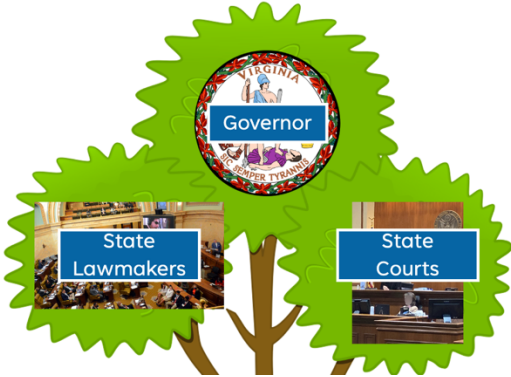 VIRGINIA
Governor
SIC SEMPER TYRANNIS
State
Lawmakers
State
Courts